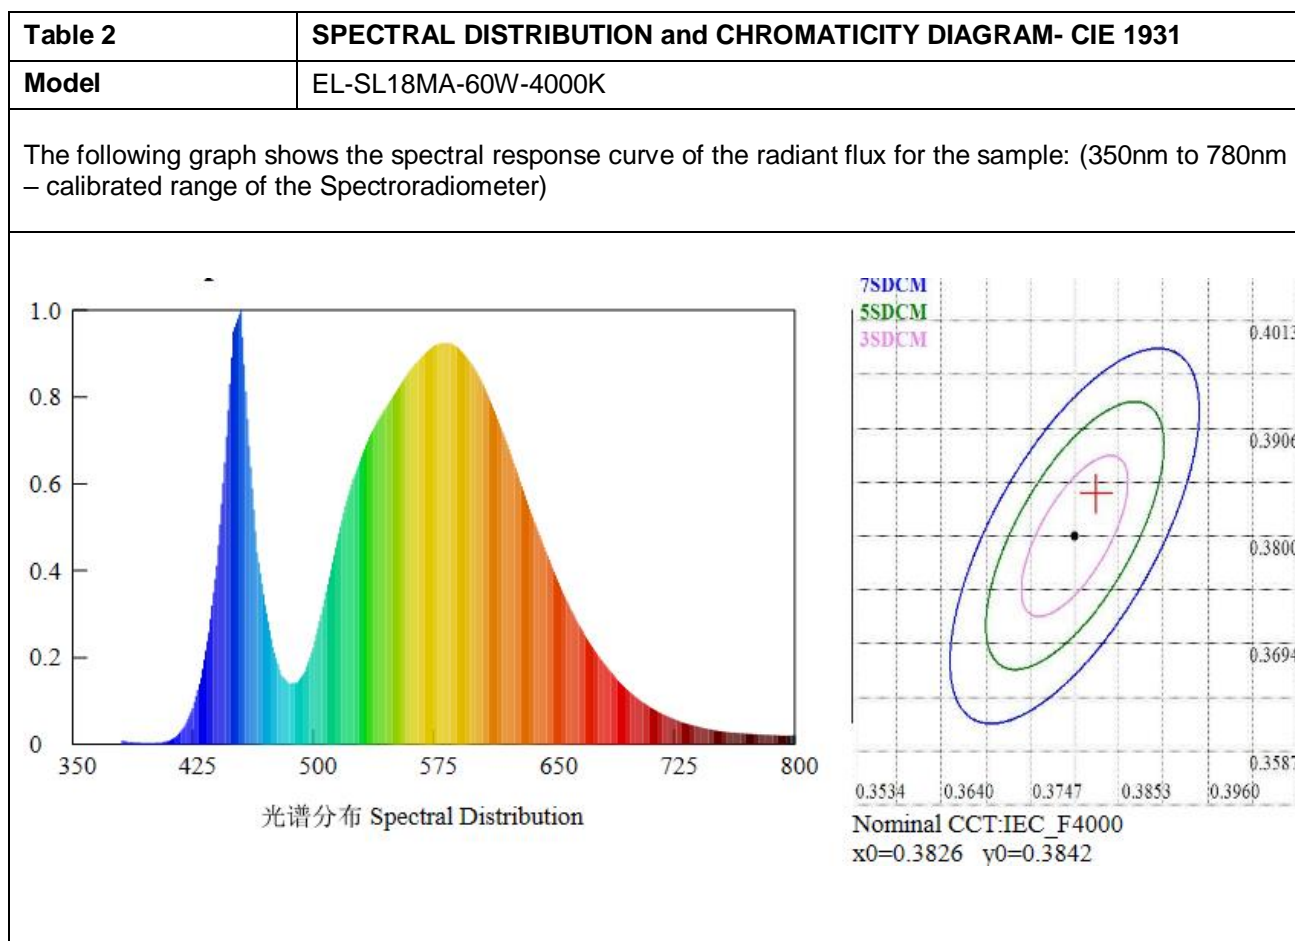 Table 2
SPECTRAL DISTRIBUTION and CHROMATICITY DIAGRAM- CIE 1931
Model
EL-SL18MA-60W-4000K
The following graph shows the spectral response curve of the radiant flux for the sample: (350nm to 780nm
– calibrated range of the Spectroradiometer)
1.0
0.8
0.6
0.4
0.2
0
350 425 500 575 650 725 800
光谱分布 Spectral Distribution
7SDCM
5SDCM
3SDCM
0.4013
0.3906
0.3800
0.3694
0.3587
0.3534 0.3640 0.3747 0.3853 0.3960
Nominal CCT:IEC_F4000
x0=0.3826 y0=0.3842